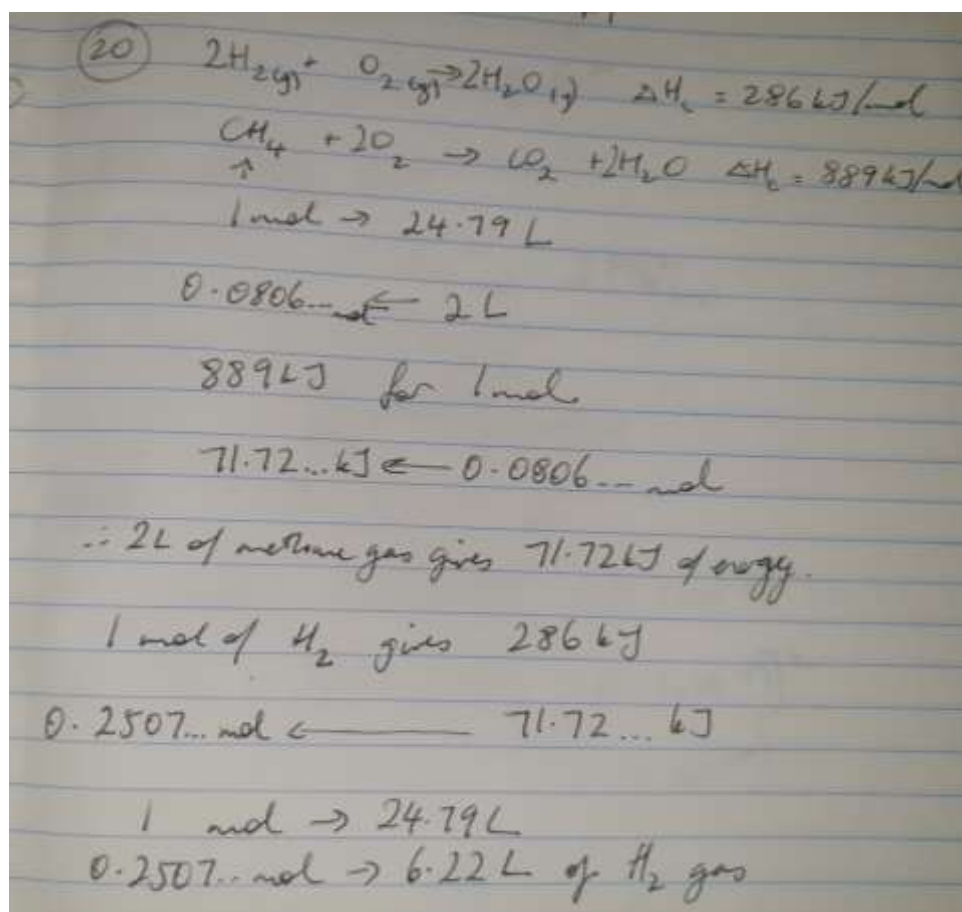 20 2H₂(g) + O₂(g) → 2H₂O(g) ΔH꜀ = 286 kJ/mol
CH₄ + 2O₂ → CO₂ + 2H₂O ΔH꜀ = 889 kJ/mol
↑
1 mol → 24.79 L
0.0806... mol ← 2 L
889 kJ for 1 mol
71.72... kJ ← 0.0806... mol
∴ 2L of methane gas gives 71.72 kJ of energy.
1 mol of H₂ gives 286 kJ
0.2507... mol ← 71.72... kJ
1 mol → 24.79 L
0.2507.. mol → 6.22 L of H₂ gas